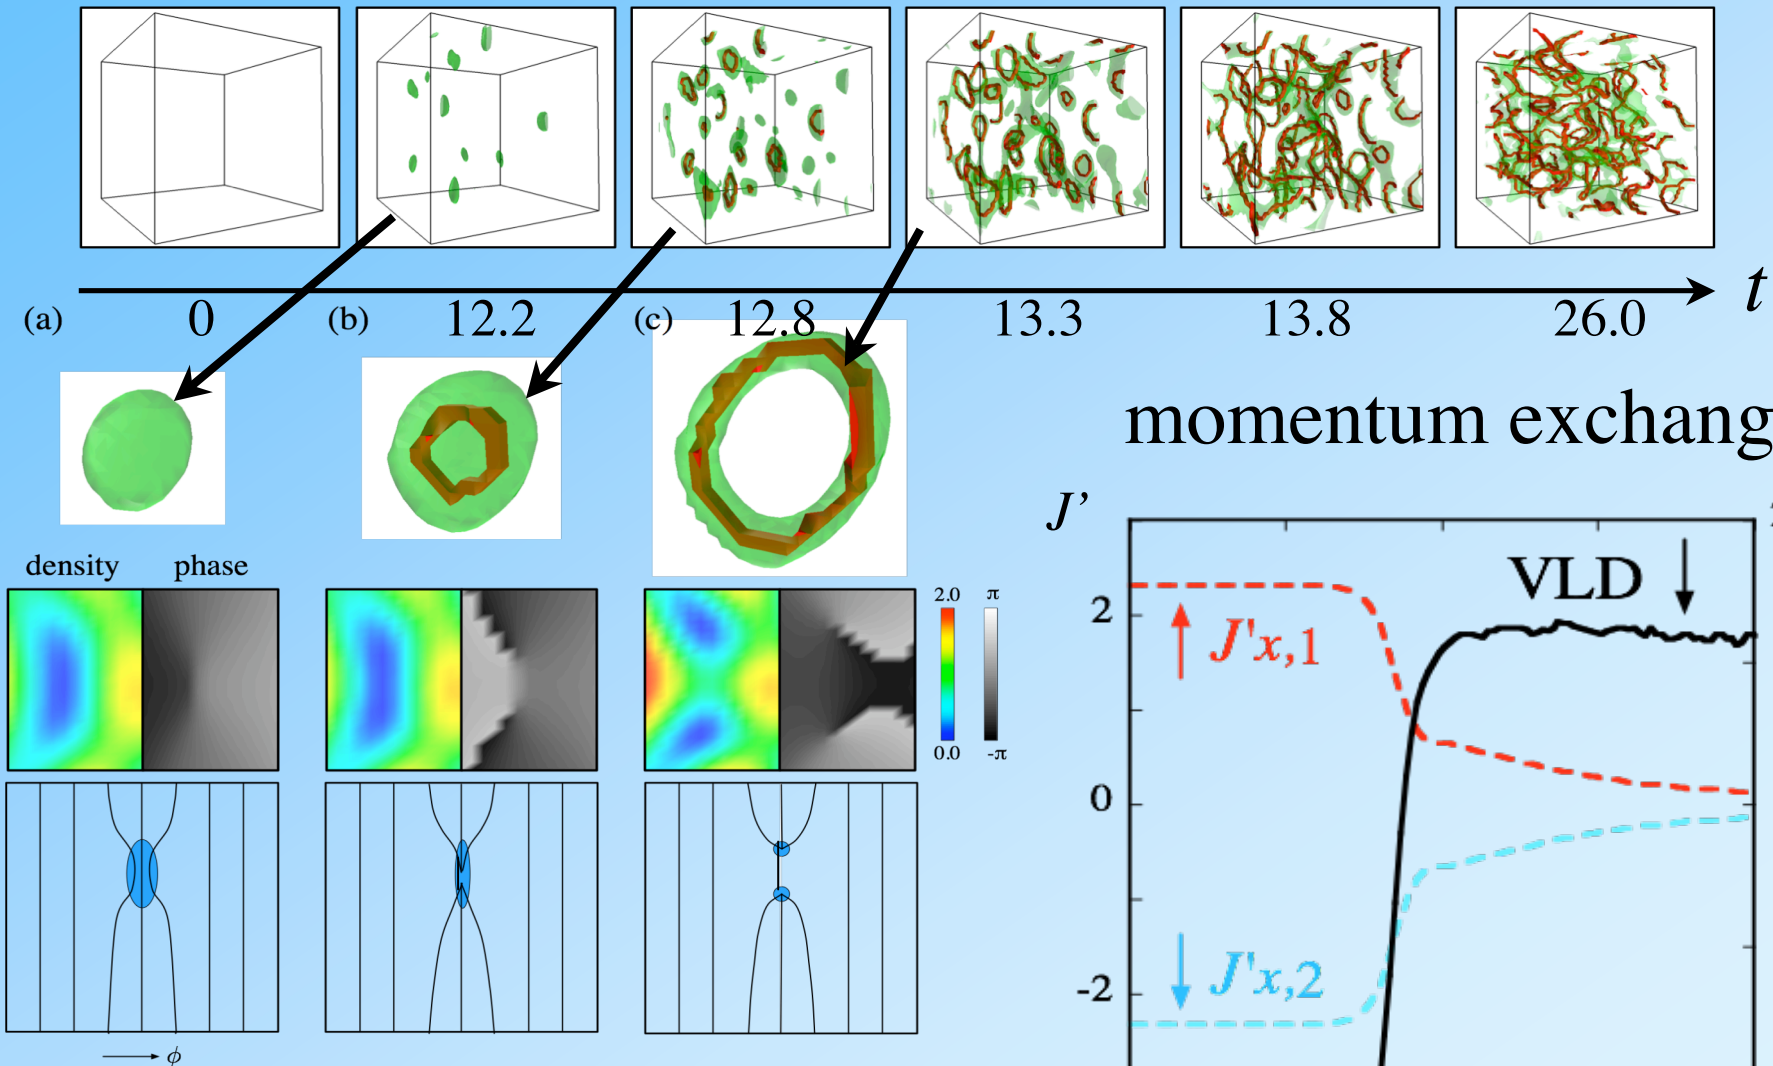 t
(a) 0 (b) 12.2 (c) 12.8 13.3 13.8 26.0
momentum exchang
density phase
2.0 π
0.0 -π
ϕ
J’
VLD
2
J'x,1
0
J'x,2
-2